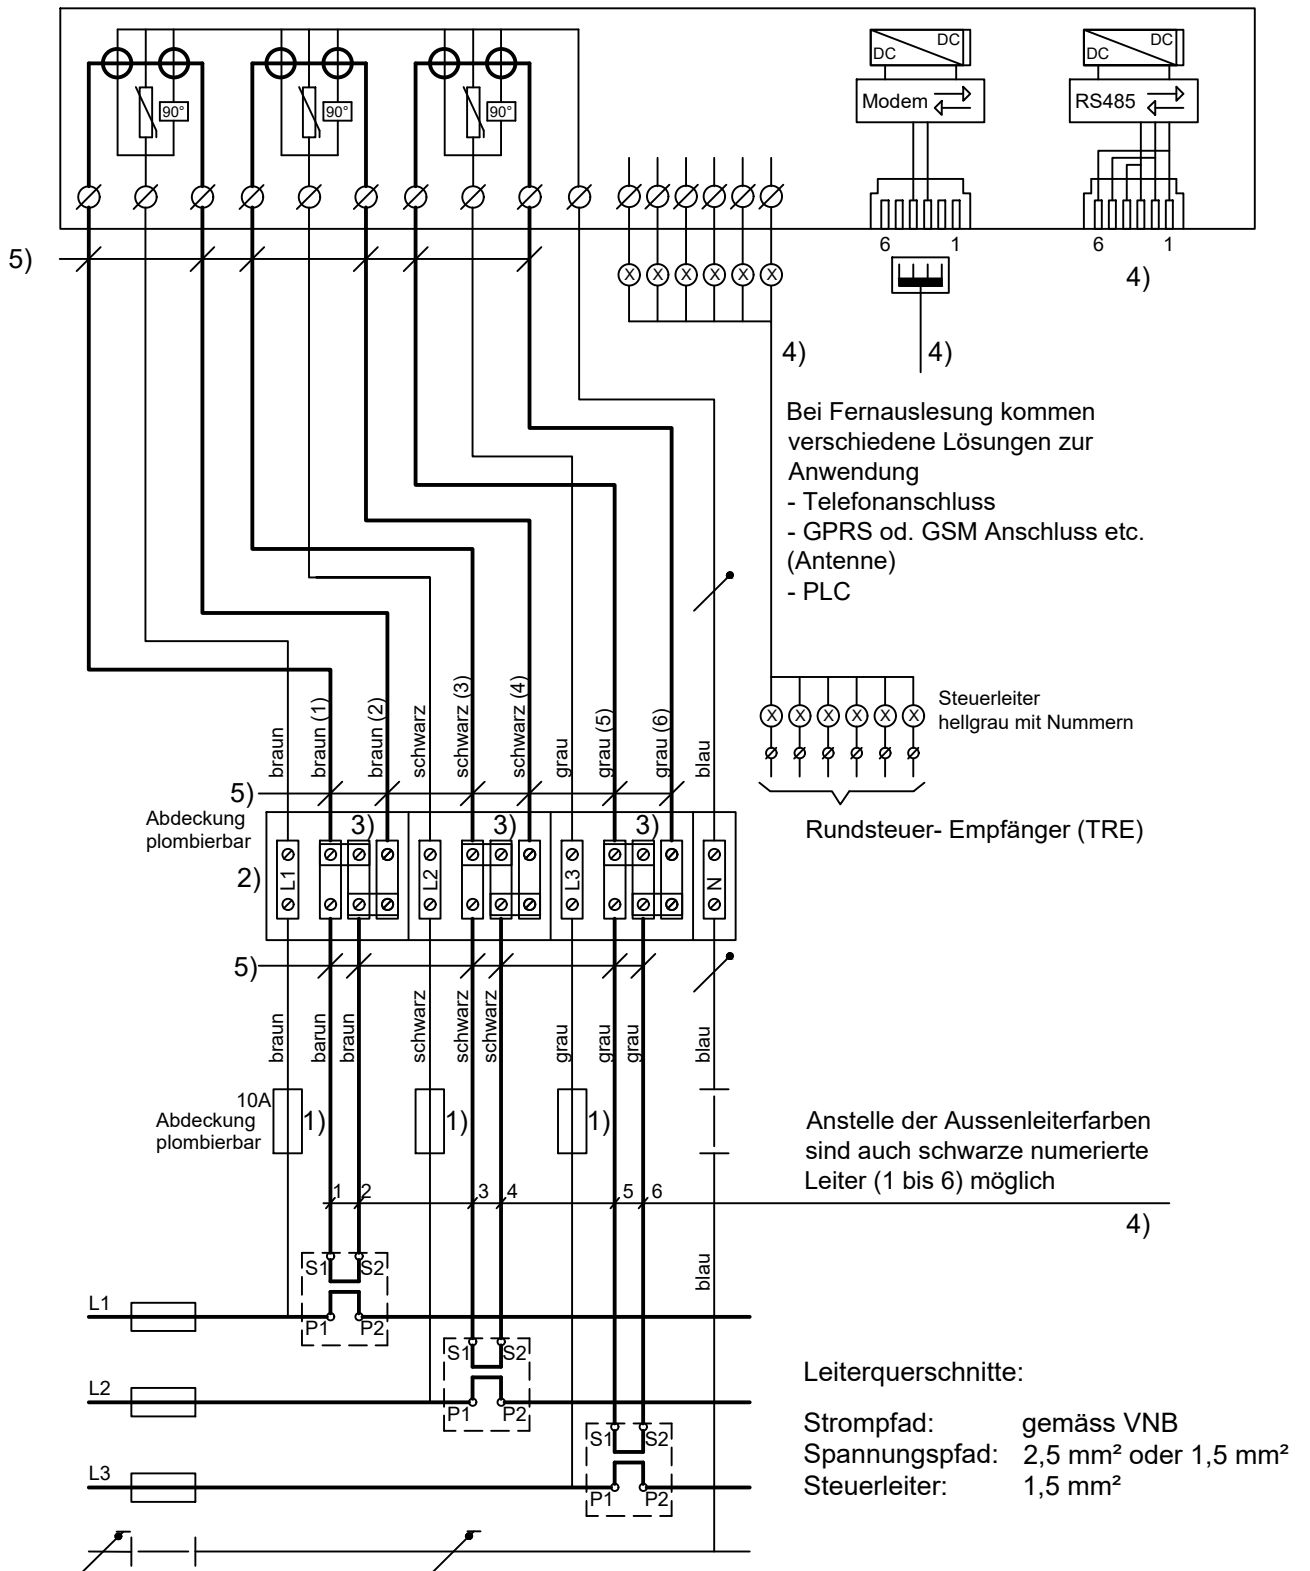 DC DC
DC DC
Modem
RS485
90° 90° 90°
6 1
6 1
5)
4)
X X X X X X
4)
4)
Bei Fernauslesung kommen
verschiedene Lösungen zur
Anwendung
- Telefonanschluss
- GPRS od. GSM Anschluss etc.
(Antenne)
- PLC
braun
braun (1)
braun (2)
schwarz
schwarz (3)
schwarz (4)
grau
grau (5)
grau (6)
blau
X X X X X X
Steuerleiter
hellgrau mit Nummern
Rundsteuer- Empfänger (TRE)
5)
Abdeckung
plombierbar
3) 3) 3)
2)
L1 L2 L3 N
5)
braun
barun
braun
schwarz
schwarz
schwarz
grau
grau
grau
blau
10A
Abdeckung
plombierbar
1) 1) 1)
Anstelle der Aussenleiterfarben
sind auch schwarze numerierte
Leiter (1 bis 6) möglich
1 2 3 4 5 6
4)
blau
S1 S2
L1
P1 P2
S1 S2
L2
P1 P2
S1 S2
L3
P1 P2
Leiterquerschnitte:
Strompfad: gemäss VNB
Spannungspfad: 2,5 mm² oder 1,5 mm²
Steuerleiter: 1,5 mm²